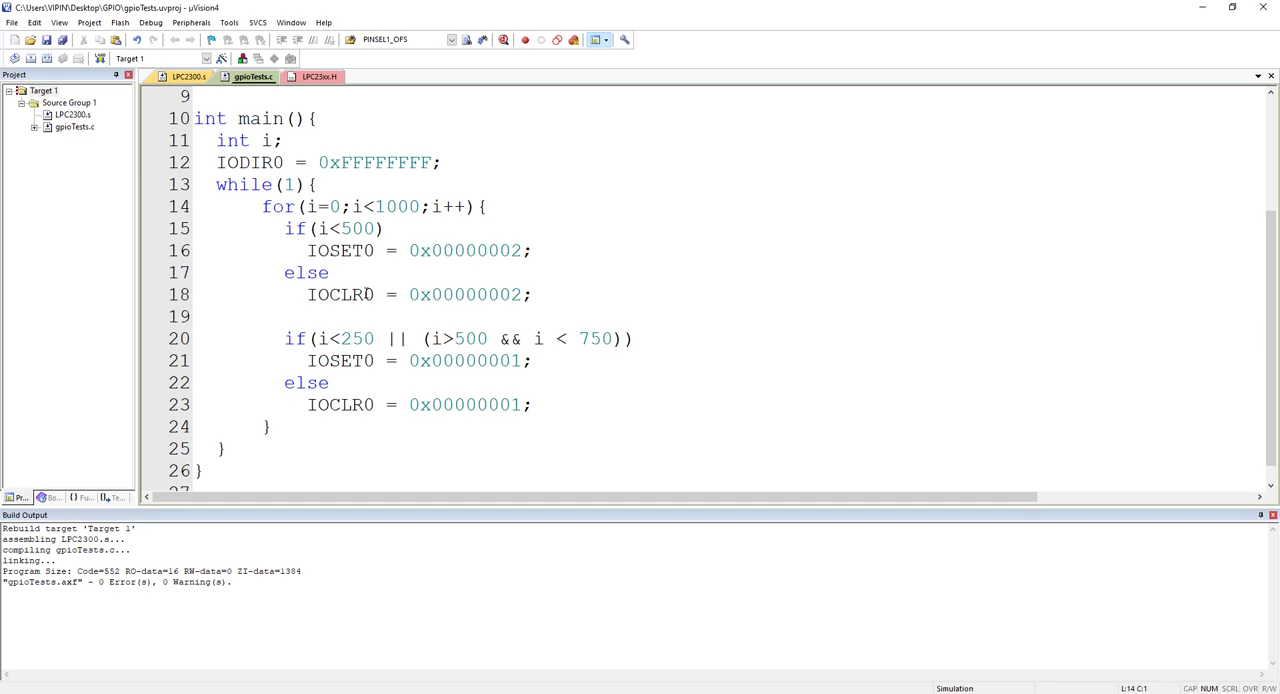 C:\Users\VIPIN\Desktop\GPIO\gpioTests.uvproj - µVision4
File Edit View Project Flash Debug Peripherals Tools SVCS Window Help
PINSEL1_OFS
Target 1
Project
LPC2300.s gpioTests.c LPC23xx.H
Target 1
Source Group 1
LPC2300.s
gpioTests.c
9
10 int main(){
11 int i;
12 IODIR0 = 0xFFFFFFFF;
13 while(1){
14 for(i=0;i<1000;i++){
15 if(i<500)
16 IOSET0 = 0x00000002;
17 else
18 IOCLR0 = 0x00000002;
19
20 if(i<250 || (i>500 && i < 750))
21 IOSET0 = 0x00000001;
22 else
23 IOCLR0 = 0x00000001;
24 }
25 }
26 }
27
Pr... Bo... {} Fu... Te...
Build Output
Rebuild target 'Target 1'
assembling LPC2300.s...
compiling gpioTests.c...
linking...
Program Size: Code=552 RO-data=16 RW-data=0 ZI-data=1384
"gpioTests.axf" - 0 Error(s), 0 Warning(s).
Simulation L:14 C:1 CAP NUM SCRL OVR R/W